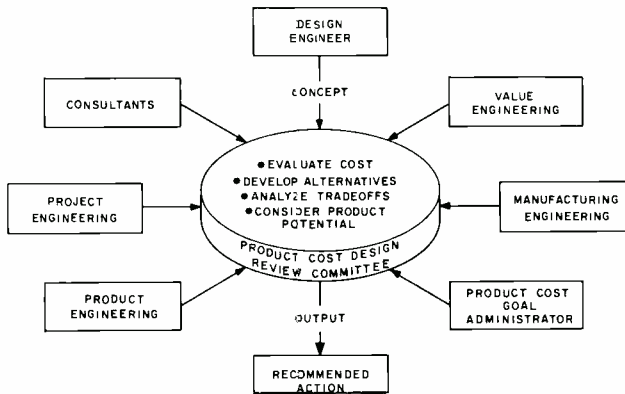 DESIGN
ENGINEER
CONCEPT
CONSULTANTS
VALUE
ENGINEERING
● EVALUATE COST
● DEVELOP ALTERNATIVES
● ANALYZE TRADEOFFS
● CONSIDER PRODUCT
POTENTIAL
PROJECT
ENGINEERING
MANUFACTURING
ENGINEERING
PRODUCT COST DESIGN
REVIEW COMMITTEE
PRODUCT
ENGINEERING
PRODUCT COST
GOAL
ADMINISTRATOR
OUTPUT
RECOMMENDED
ACTION